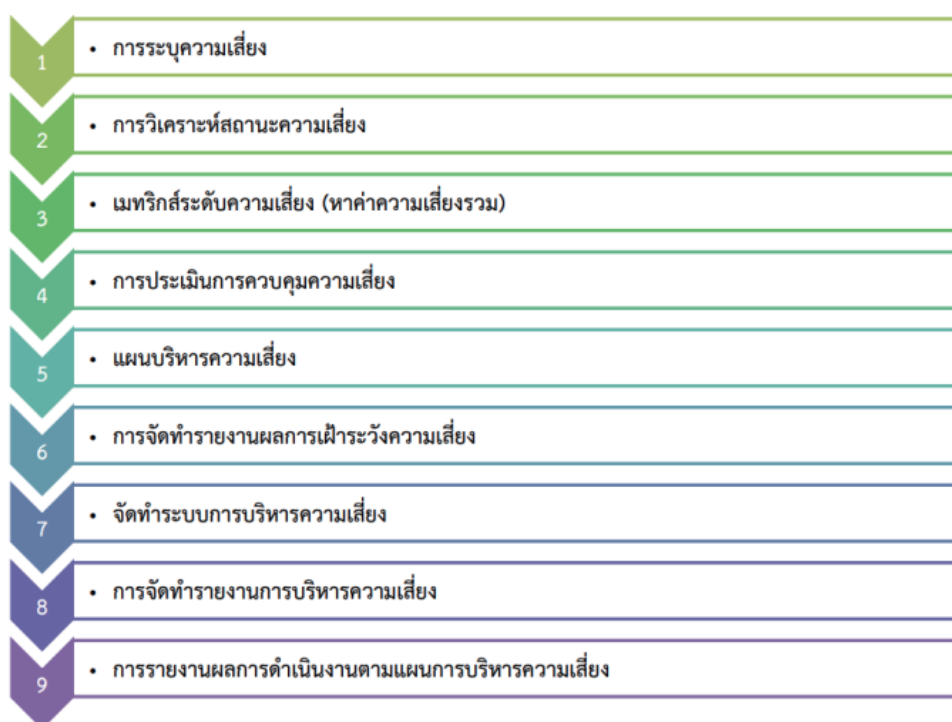 1 • การระบุความเสี่ยง
2 • การวิเคราะห์สถานะความเสี่ยง
3 • เมทริกส์ระดับความเสี่ยง (หาค่าความเสี่ยงรวม)
4 • การประเมินการควบคุมความเสี่ยง
5 • แผนบริหารความเสี่ยง
6 • การจัดทำรายงานผลการเฝ้าระวังความเสี่ยง
7 • จัดทำระบบการบริหารความเสี่ยง
8 • การจัดทำรายงานการบริหารความเสี่ยง
9 • การรายงานผลการดำเนินงานตามแผนการบริหารความเสี่ยง